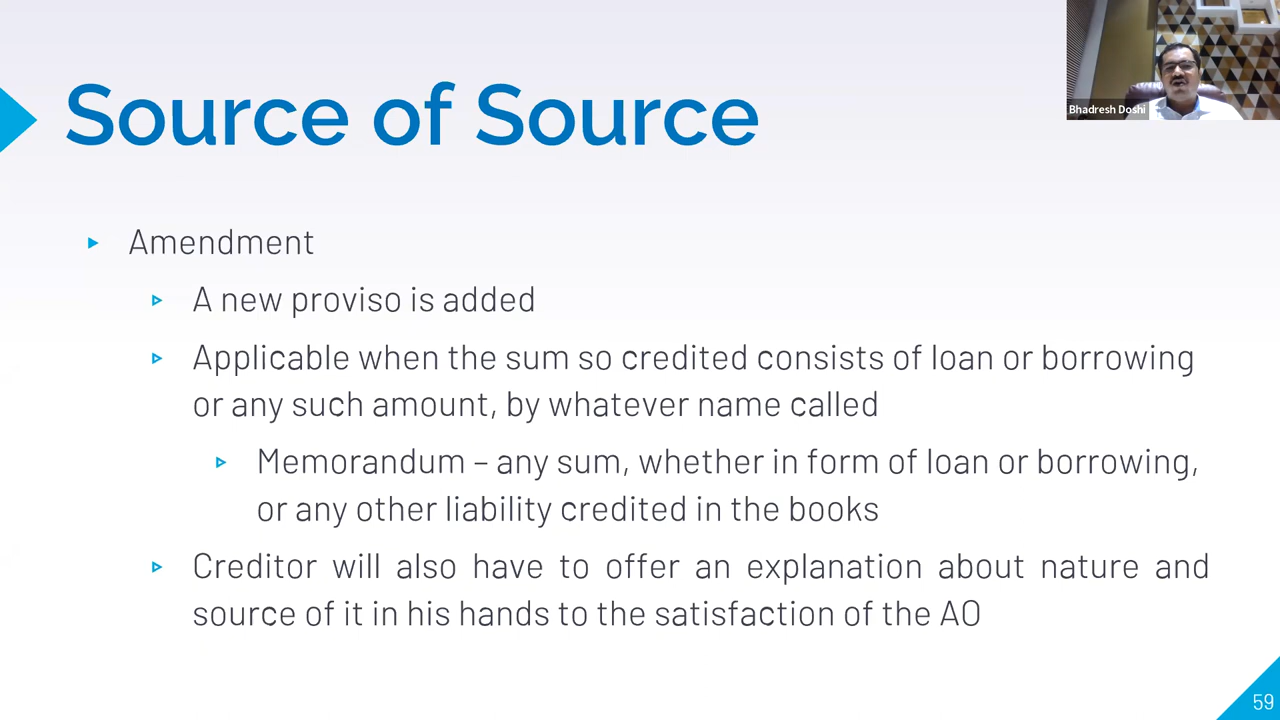 Source of Source
Bhadresh Doshi
Amendment
A new proviso is added
Applicable when the sum so credited consists of loan or borrowing
or any such amount, by whatever name called
Memorandum – any sum, whether in form of loan or borrowing,
or any other liability credited in the books
Creditor will also have to offer an explanation about nature and
source of it in his hands to the satisfaction of the AO
59